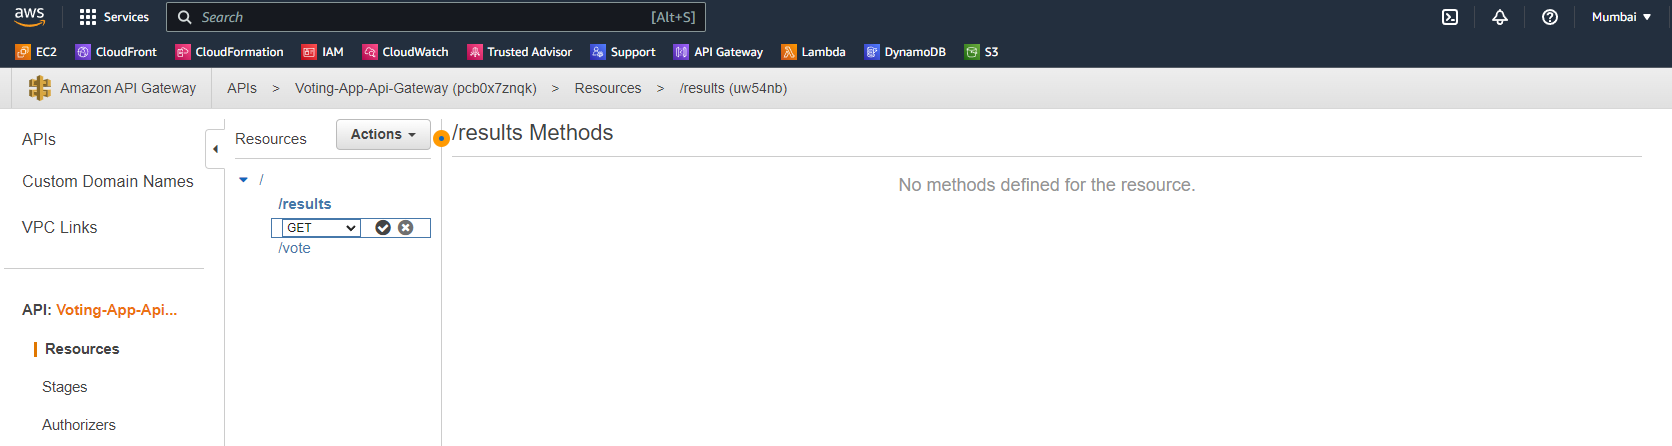 aws Services Search [Alt+S] Mumbai
EC2 CloudFront CloudFormation IAM CloudWatch Trusted Advisor Support API Gateway Lambda DynamoDB S3
Amazon API Gateway APIs > Voting-App-Api-Gateway (pcb0x7znqk) > Resources > /results (uw54nb)
APIs
Custom Domain Names
VPC Links
API: Voting-App-Api...
Resources
Stages
Authorizers
Resources Actions
/
/results
GET
/vote
/results Methods
No methods defined for the resource.